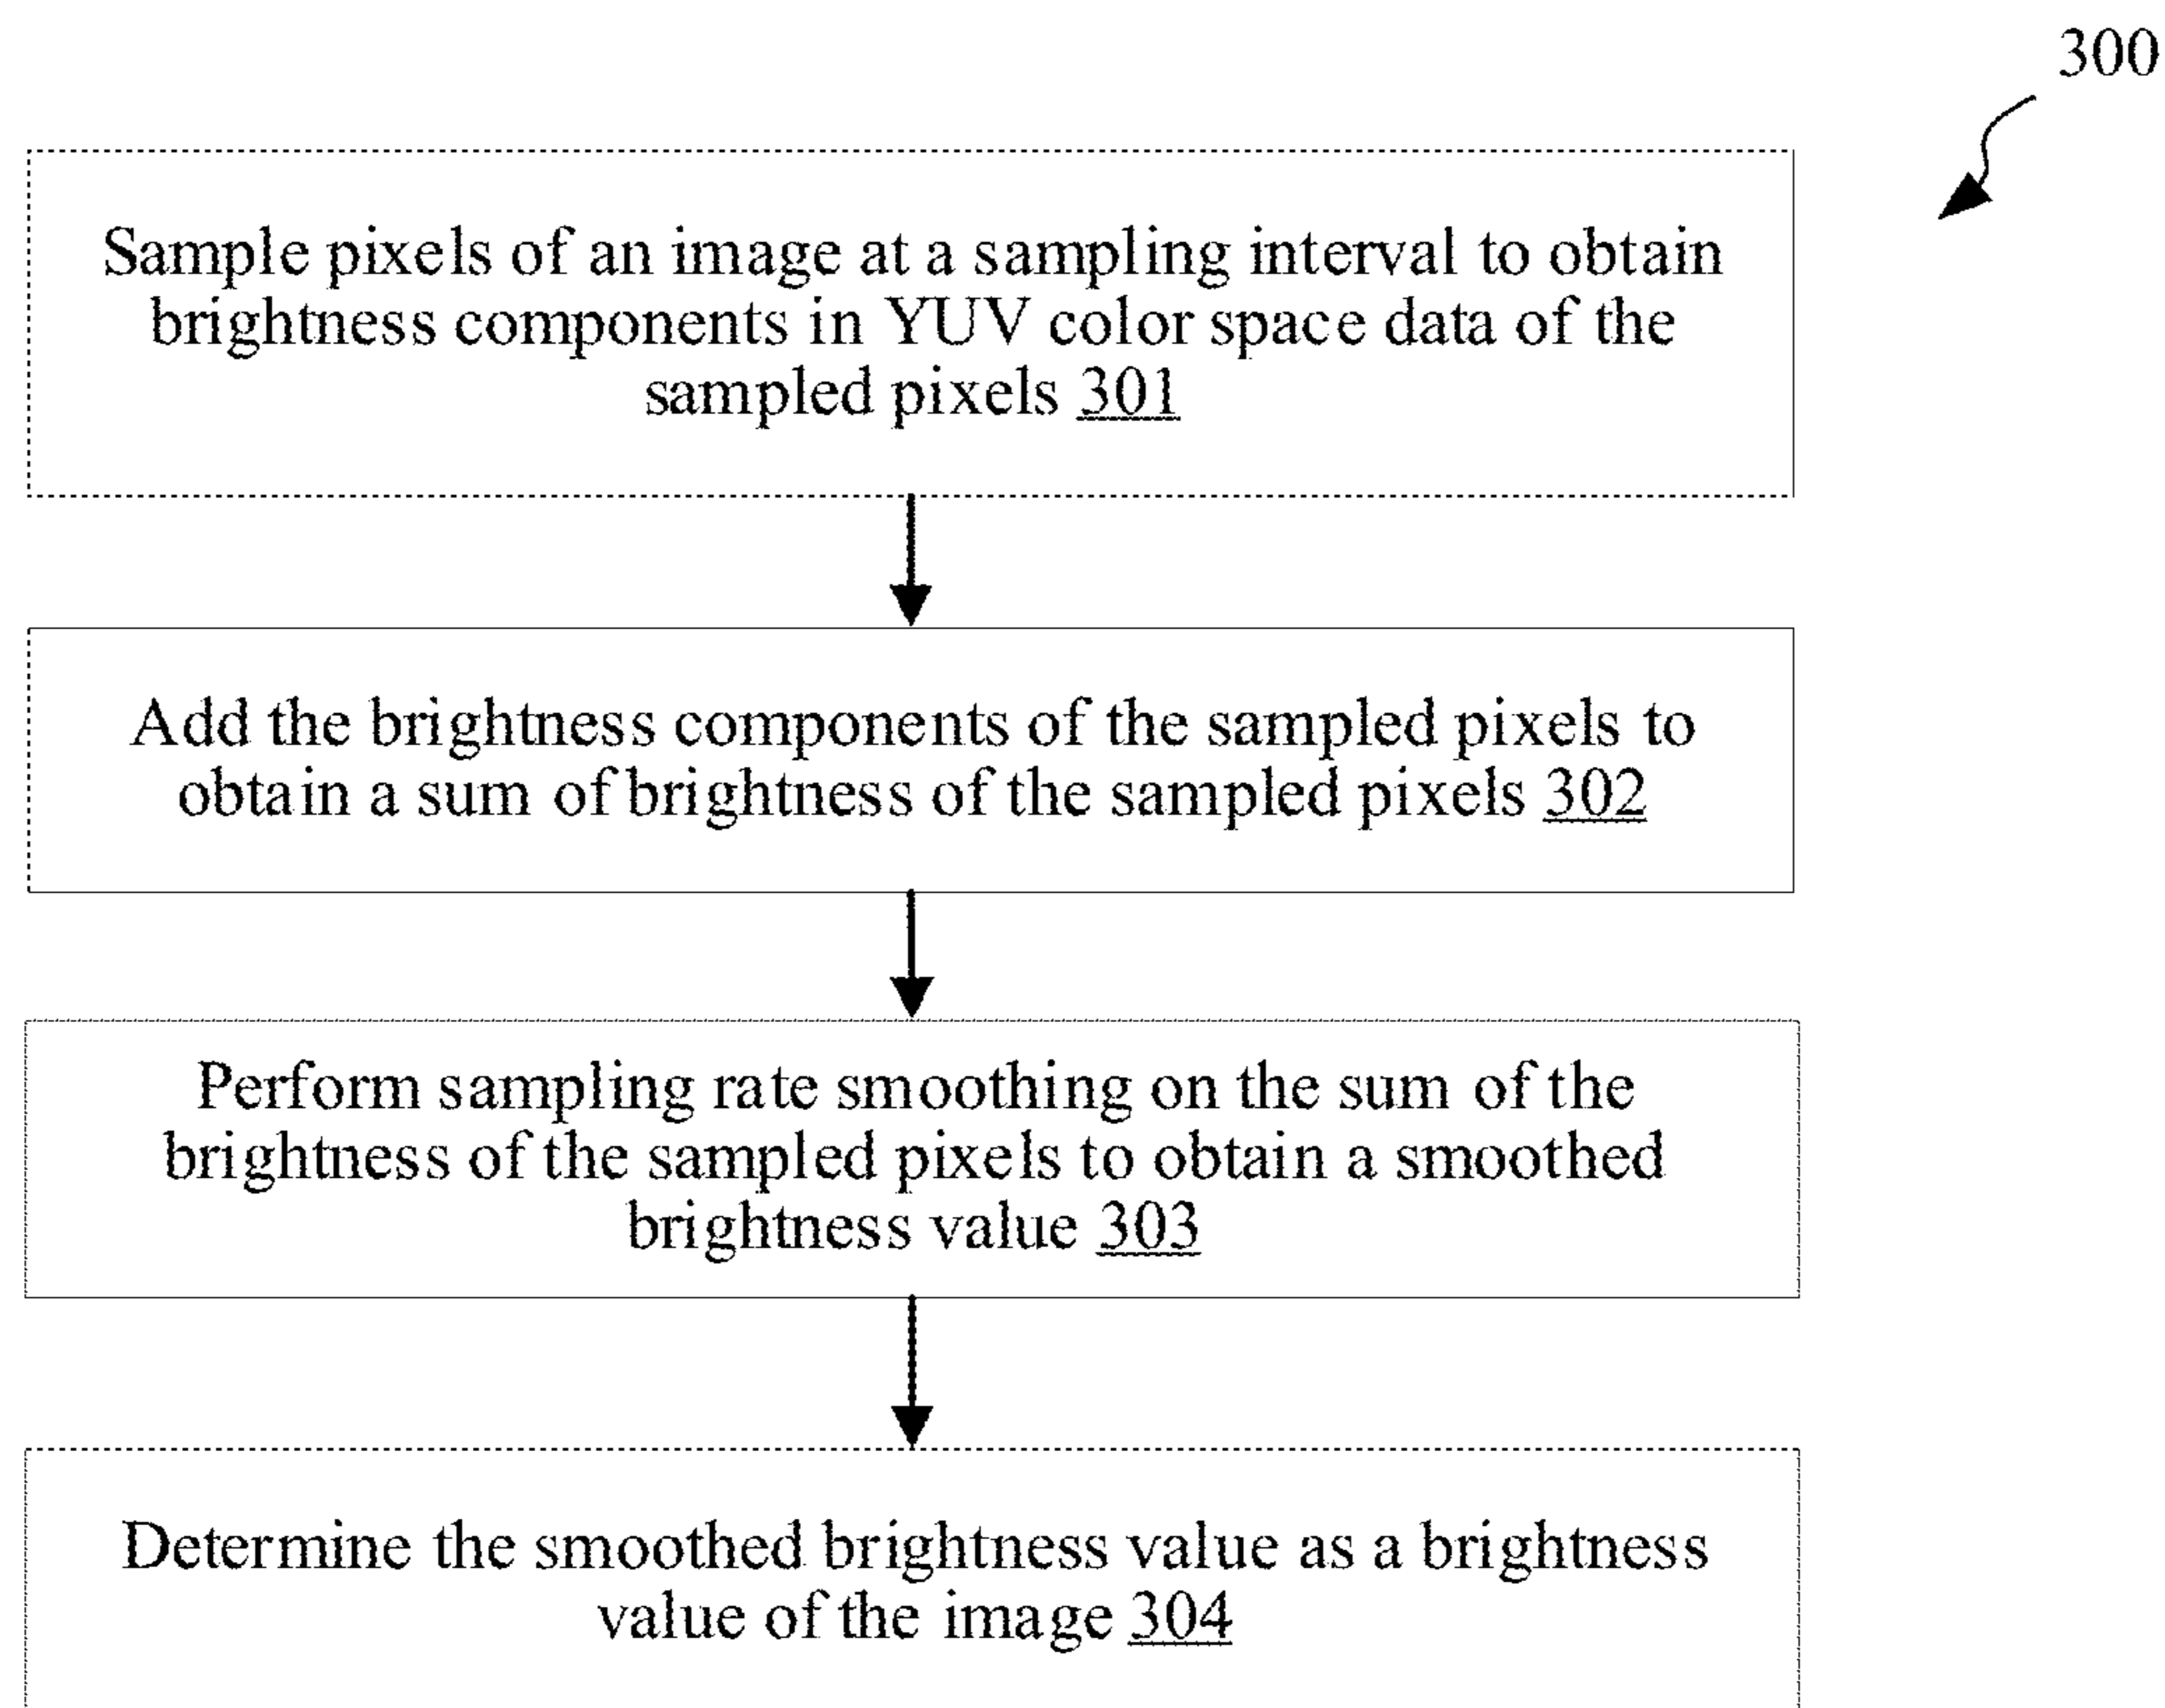 300
Sample pixels of an image at a sampling interval to obtain
brightness components in YUV color space data of the
sampled pixels 301
Add the brightness components of the sampled pixels to
obtain a sum of brightness of the sampled pixels 302
Perform sampling rate smoothing on the sum of the
brightness of the sampled pixels to obtain a smoothed
brightness value 303
Determine the smoothed brightness value as a brightness
value of the image 304